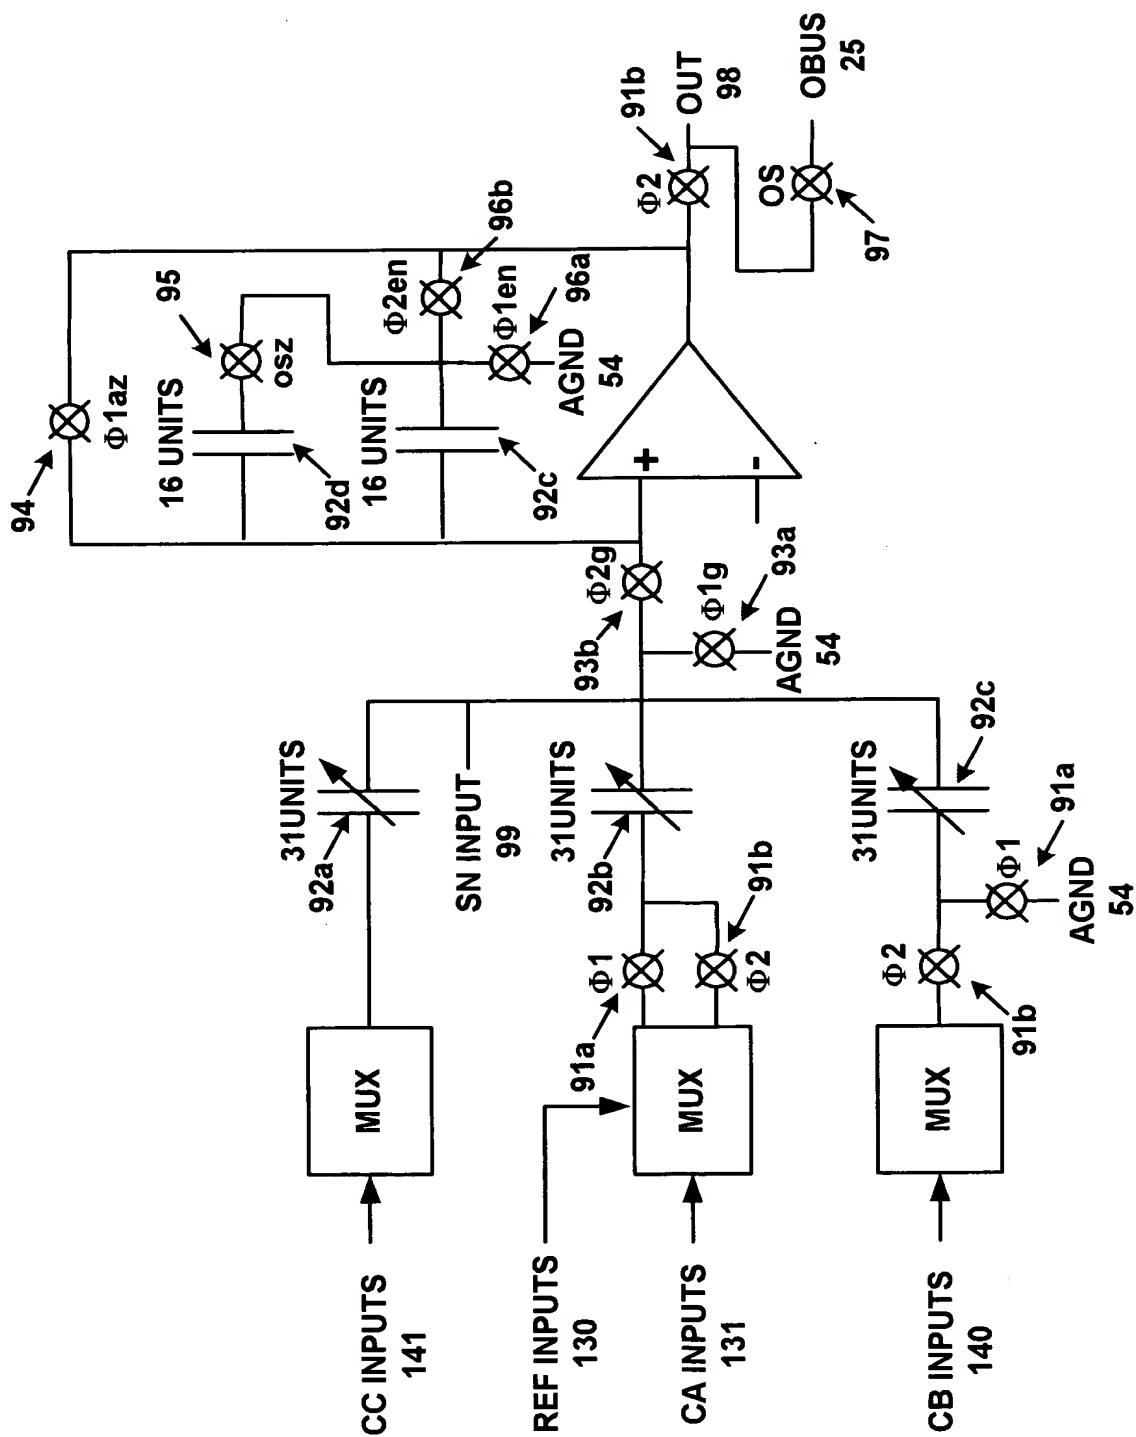 94
Φ1az
95
16 UNITS
osz
92d
16 UNITS
92c
Φ2en
96b
Φ1en
96a
AGND
54
Φ2
91b
OUT
98
OS
97
OBUS
25
+
-
Φ2g
93b
Φ1g
93a
AGND
54
31UNITS
92a
SN INPUT
99
31UNITS
92b
31UNITS
92c
Φ1
91a
Φ2
91b
Φ2
91b
Φ1
91a
AGND
54
MUX
MUX
MUX
CC INPUTS
141
REF INPUTS
130
CA INPUTS
131
CB INPUTS
140